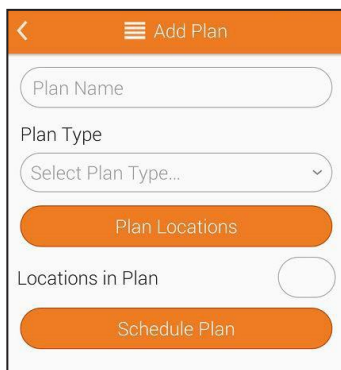 Add Plan
Plan Name
Plan Type
Select Plan Type...
Plan Locations
Locations in Plan
Schedule Plan